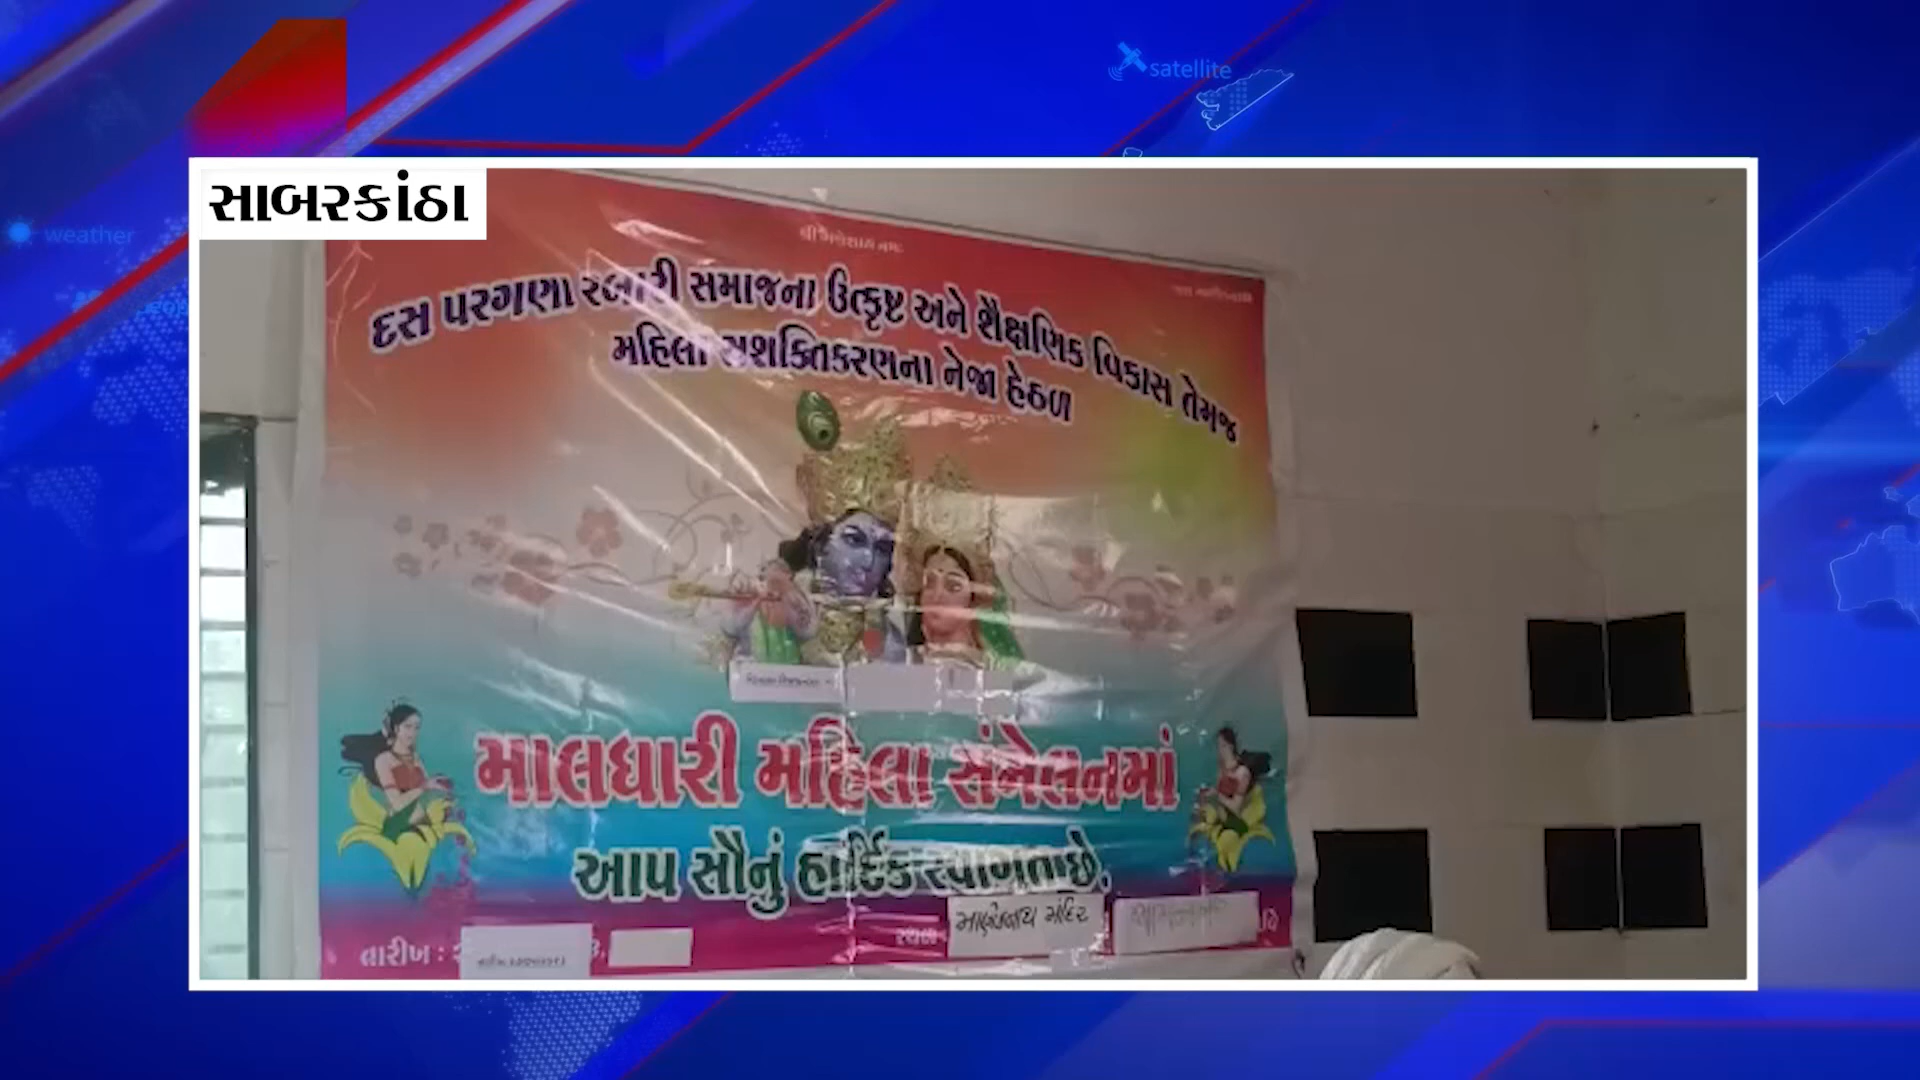 satellite
સાબરકાંઠા
weather
દસ પરગણા રબારી સમાજના ઉત્કૃષ્ટ અને શૈક્ષણિક વિકાસ તેમજ
મહિલા સશક્તિકરણના નેજા હેઠળ
માલધારી મહિલા સંમેલનમાં
આપ સૌનું હાર્દિક સ્વાગત છે.
તારીખ :
સ્થળ
મંદિર